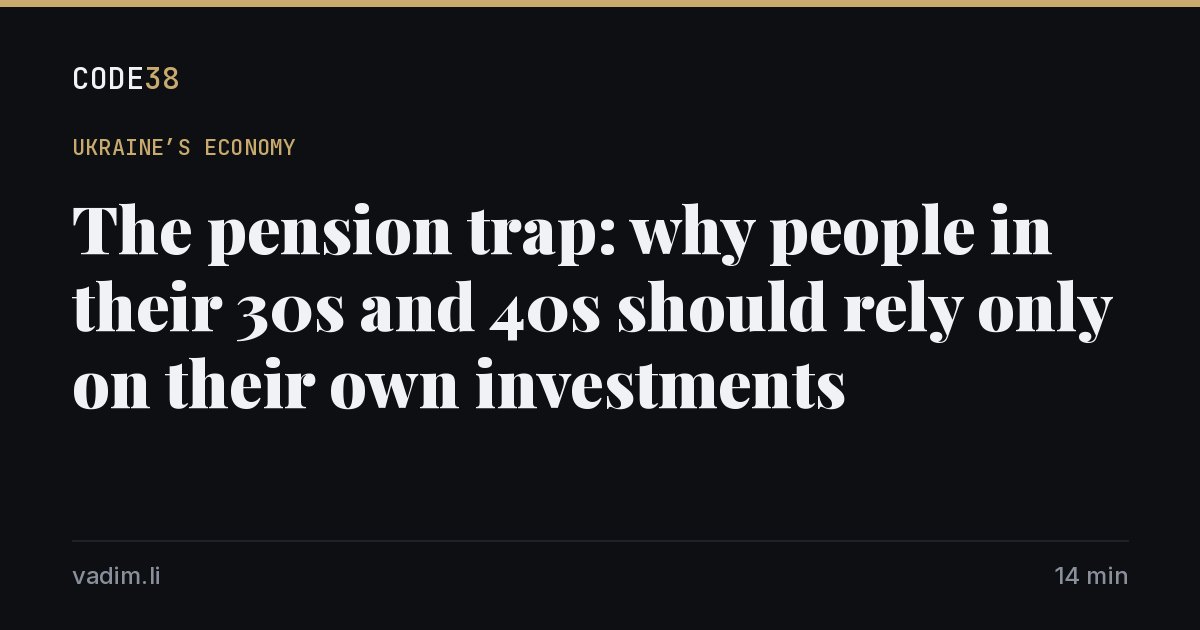 CODE38
UKRAINE’S ECONOMY
The pension trap: why people in
their 30s and 40s should rely only
on their own investments
vadim.li
14 min